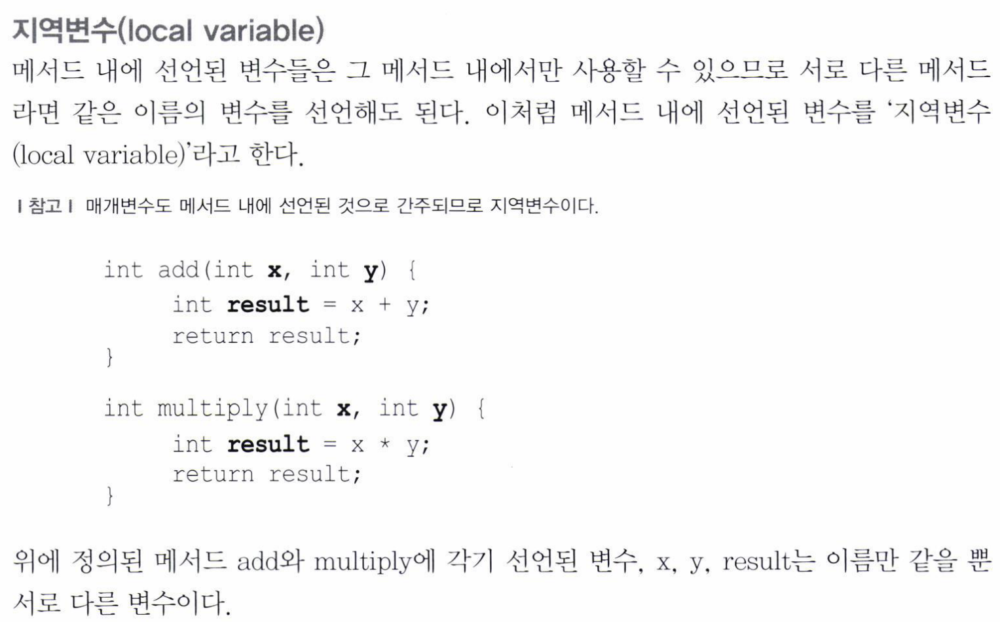 지역변수(local variable)
메서드 내에 선언된 변수들은 그 메서드 내에서만 사용할 수 있으므로 서로 다른 메서드
라면 같은 이름의 변수를 선언해도 된다. 이처럼 메서드 내에 선언된 변수를 ‘지역변수
(local variable)’라고 한다.
| 참고 | 매개변수도 메서드 내에 선언된 것으로 간주되므로 지역변수이다.
int add(int x, int y) {
int result = x + y;
return result;
}
int multiply(int x, int y) {
int result = x * y;
return result;
}
위에 정의된 메서드 add와 multiply에 각기 선언된 변수, x, y, result는 이름만 같을 뿐
서로 다른 변수이다.